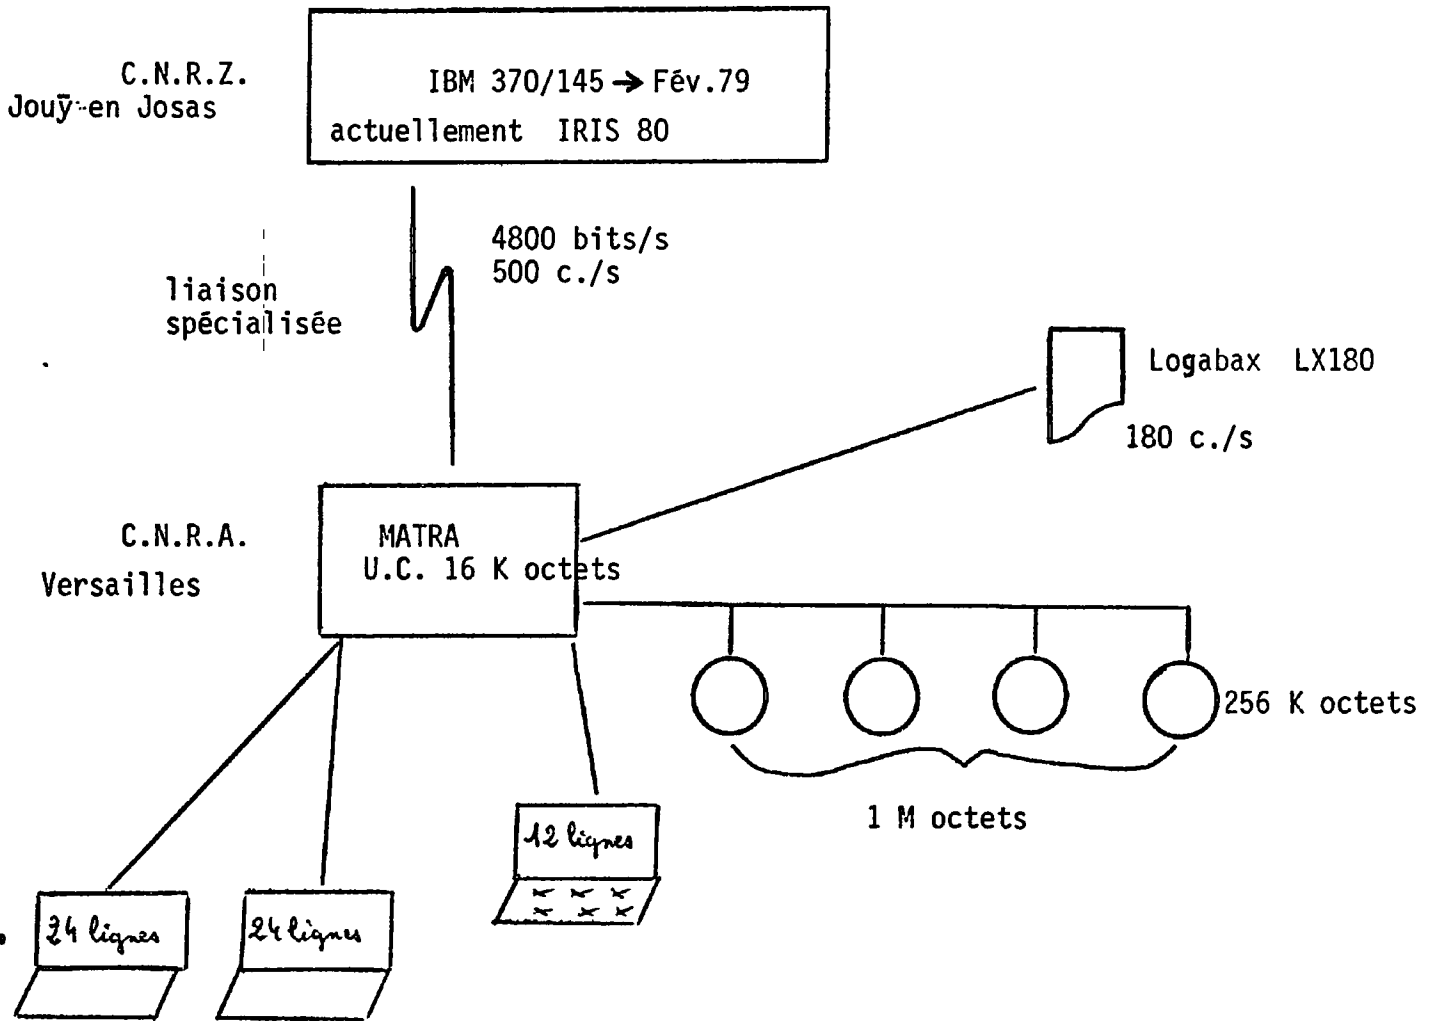 C.N.R.Z.
Jouy-en Josas
IBM 370/145 → Fév.79
actuellement IRIS 80
4800 bits/s
500 c./s
liaison
spécialisée
Logabax LX180
180 c./s
C.N.R.A.
Versailles
MATRA
U.C. 16 K octets
256 K octets
1 M octets
12 lignes
24 lignes
24 lignes